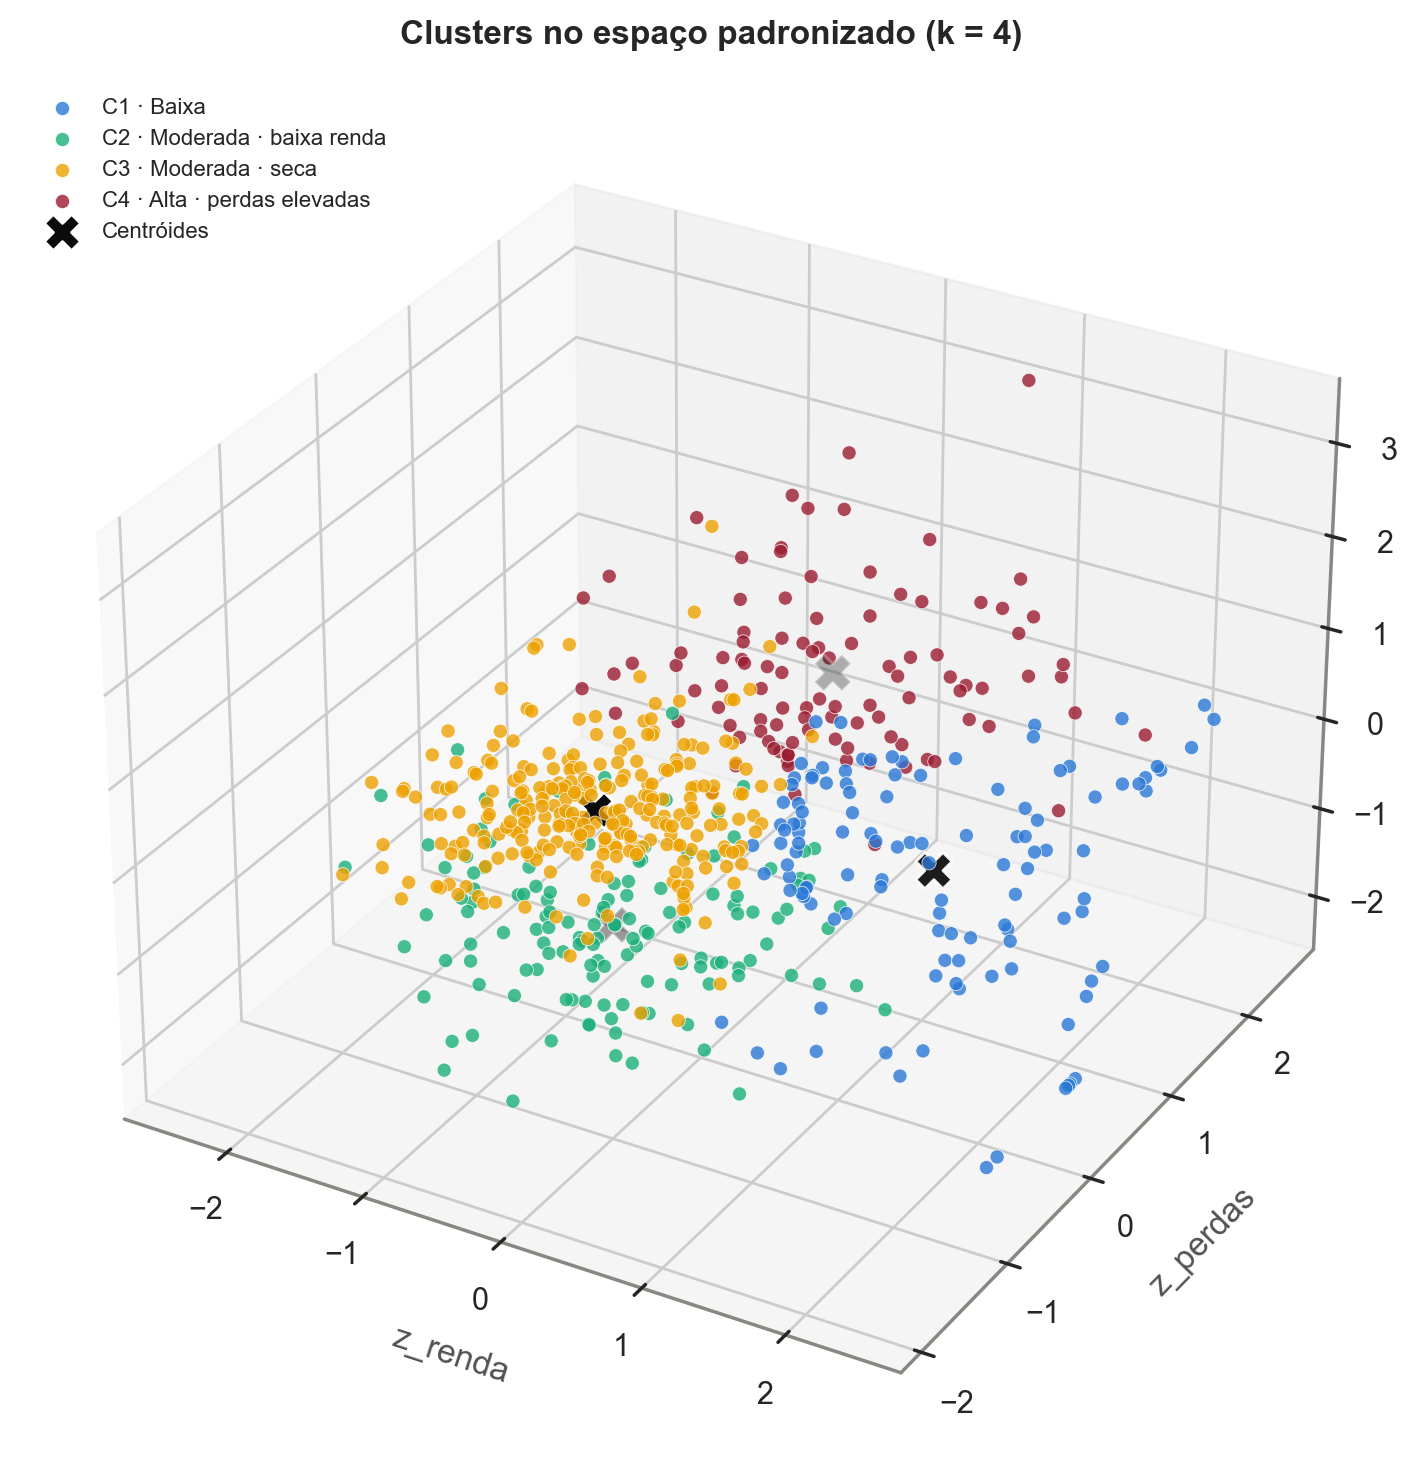 Clusters no espaço padronizado (k = 4)
C1 · Baixa
C2 · Moderada · baixa renda
C3 · Moderada · seca
C4 · Alta · perdas elevadas
Centróides
3
2
1
0
−1
−2
2
1
0
−1
−2
z_perdas
−2
−1
0
1
2
z_renda